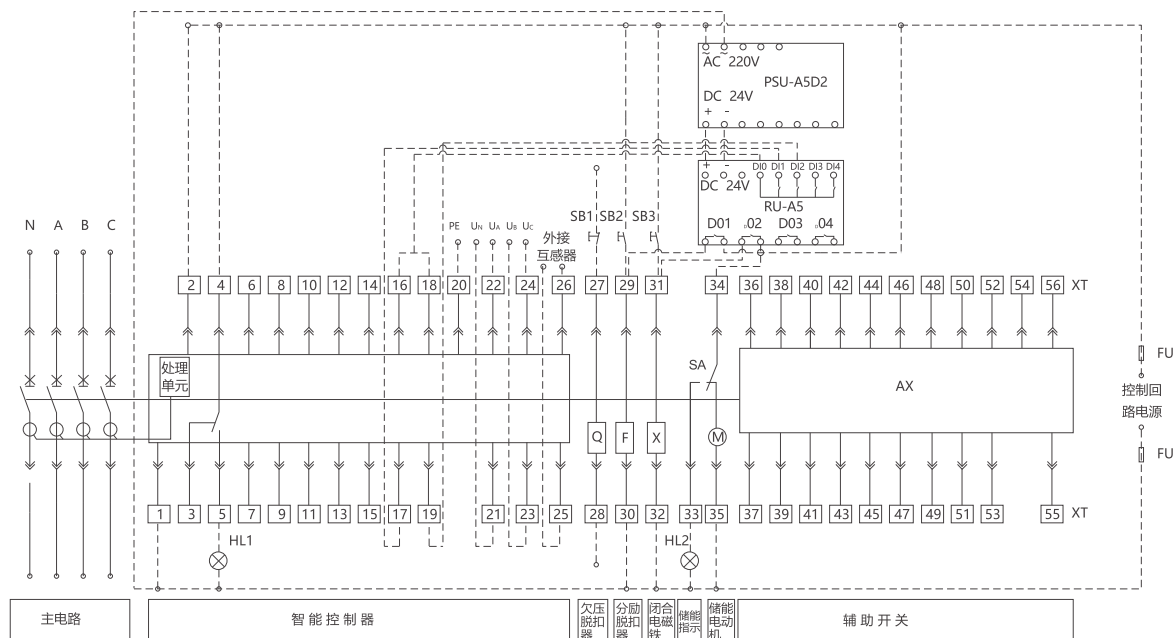 AC 220V
PSU-A5D2
DC 24V
+ -
+ - DI0 DI1 DI2 DI3 DI4
DC 24V
RU-A5
D01 D02 D03 D04
N A B C
PE UN UA UB UC
外接
互感器
SB1 SB2 SB3
2 4 6 8 10 12 14 16 18 20 22 24 26 27 29 31 34 36 38 40 42 44 46 48 50 52 54 56 XT
处理
单元
SA
AX
FU
控制回
路电源
FU
Q F X M
1 3 5 7 9 11 13 15 17 19 21 23 25 28 30 32 33 35 37 39 41 43 45 47 49 51 53 55 XT
HL1
HL2
主电路
智能控制器
欠压
脱扣
器
分励
脱扣
器
闭合
电磁
铁
储能
指示
储能
电动
机
辅助开关